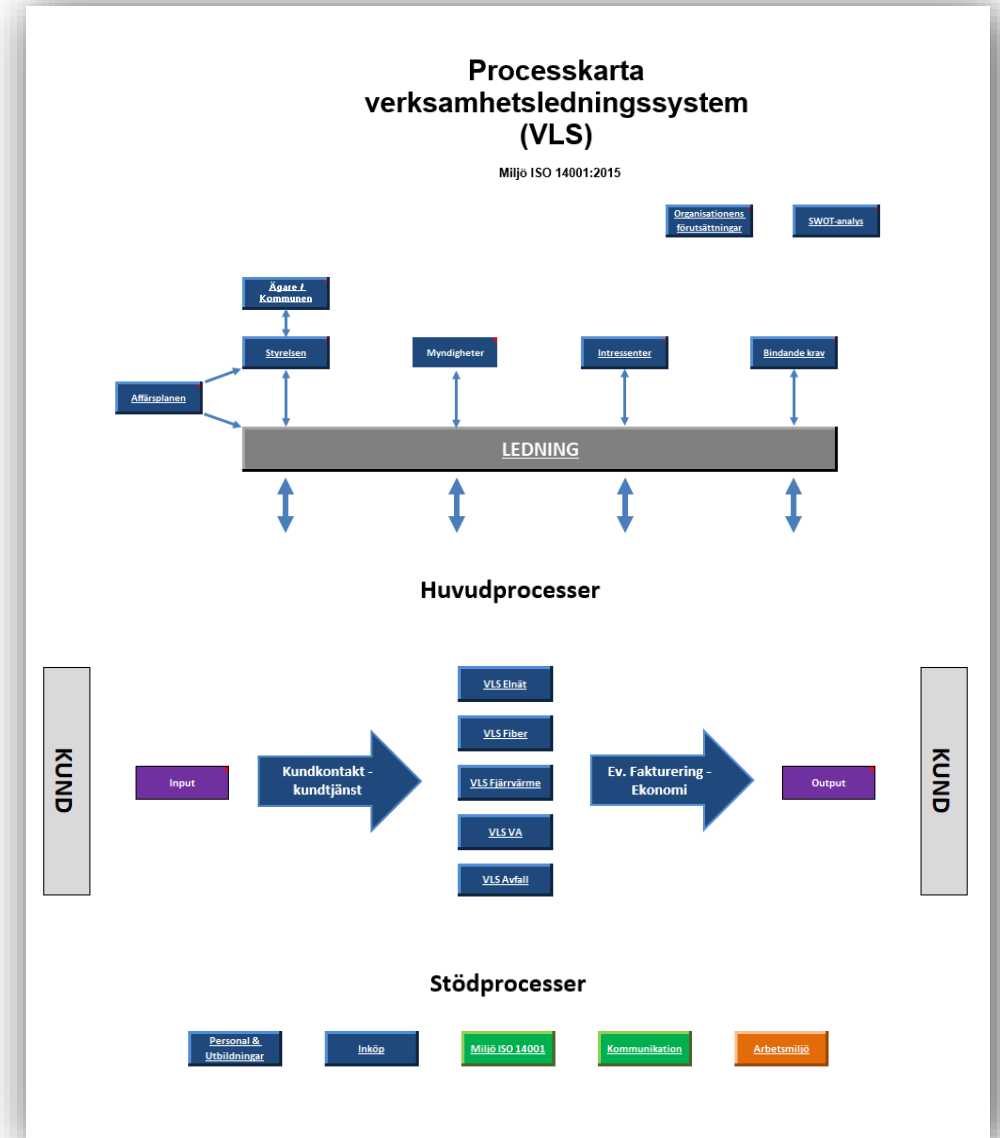 Processkarta
verksamhetsledningssystem
(VLS)
Miljö ISO 14001:2015
Organisationens
förutsättningar
SWOT-analys
Ägare /
Kommunen
Styrelsen
Myndigheter
Intressenter
Bindande krav
Affärsplanen
LEDNING
Huvudprocesser
KUND
Input
Kundkontakt -
kundtjänst
VLS Elnät
VLS Fiber
VLS Fjärrvärme
VLS VA
VLS Avfall
Ev. Fakturering -
Ekonomi
Output
KUND
Stödprocesser
Personal &
Utbildningar
Inköp
Miljö ISO 14001
Kommunikation
Arbetsmiljö